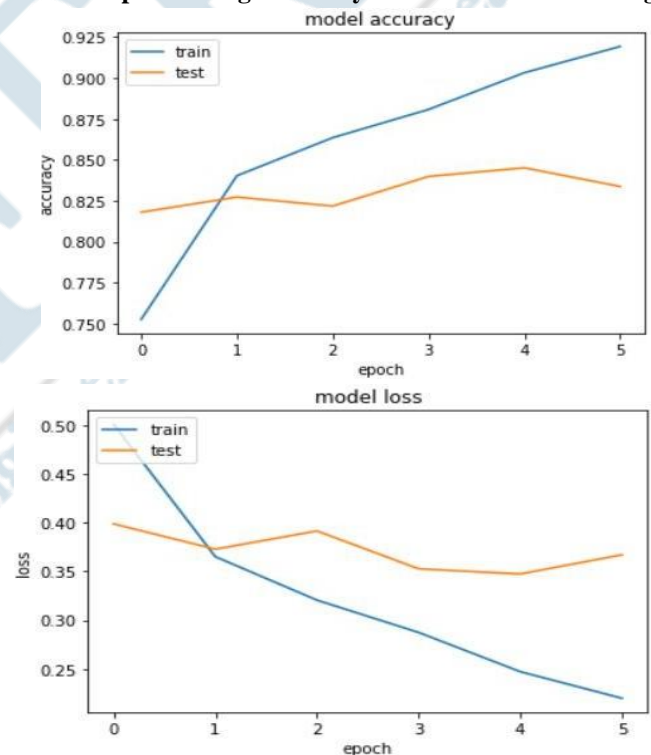 model accuracy
0.925
0.900
0.875
0.850
0.825
0.800
0.775
0.750
accuracy
train
test
0 1 2 3 4 5
epoch
model loss
0.50
0.45
0.40
0.35
0.30
0.25
loss
train
test
0 1 2 3 4 5
epoch